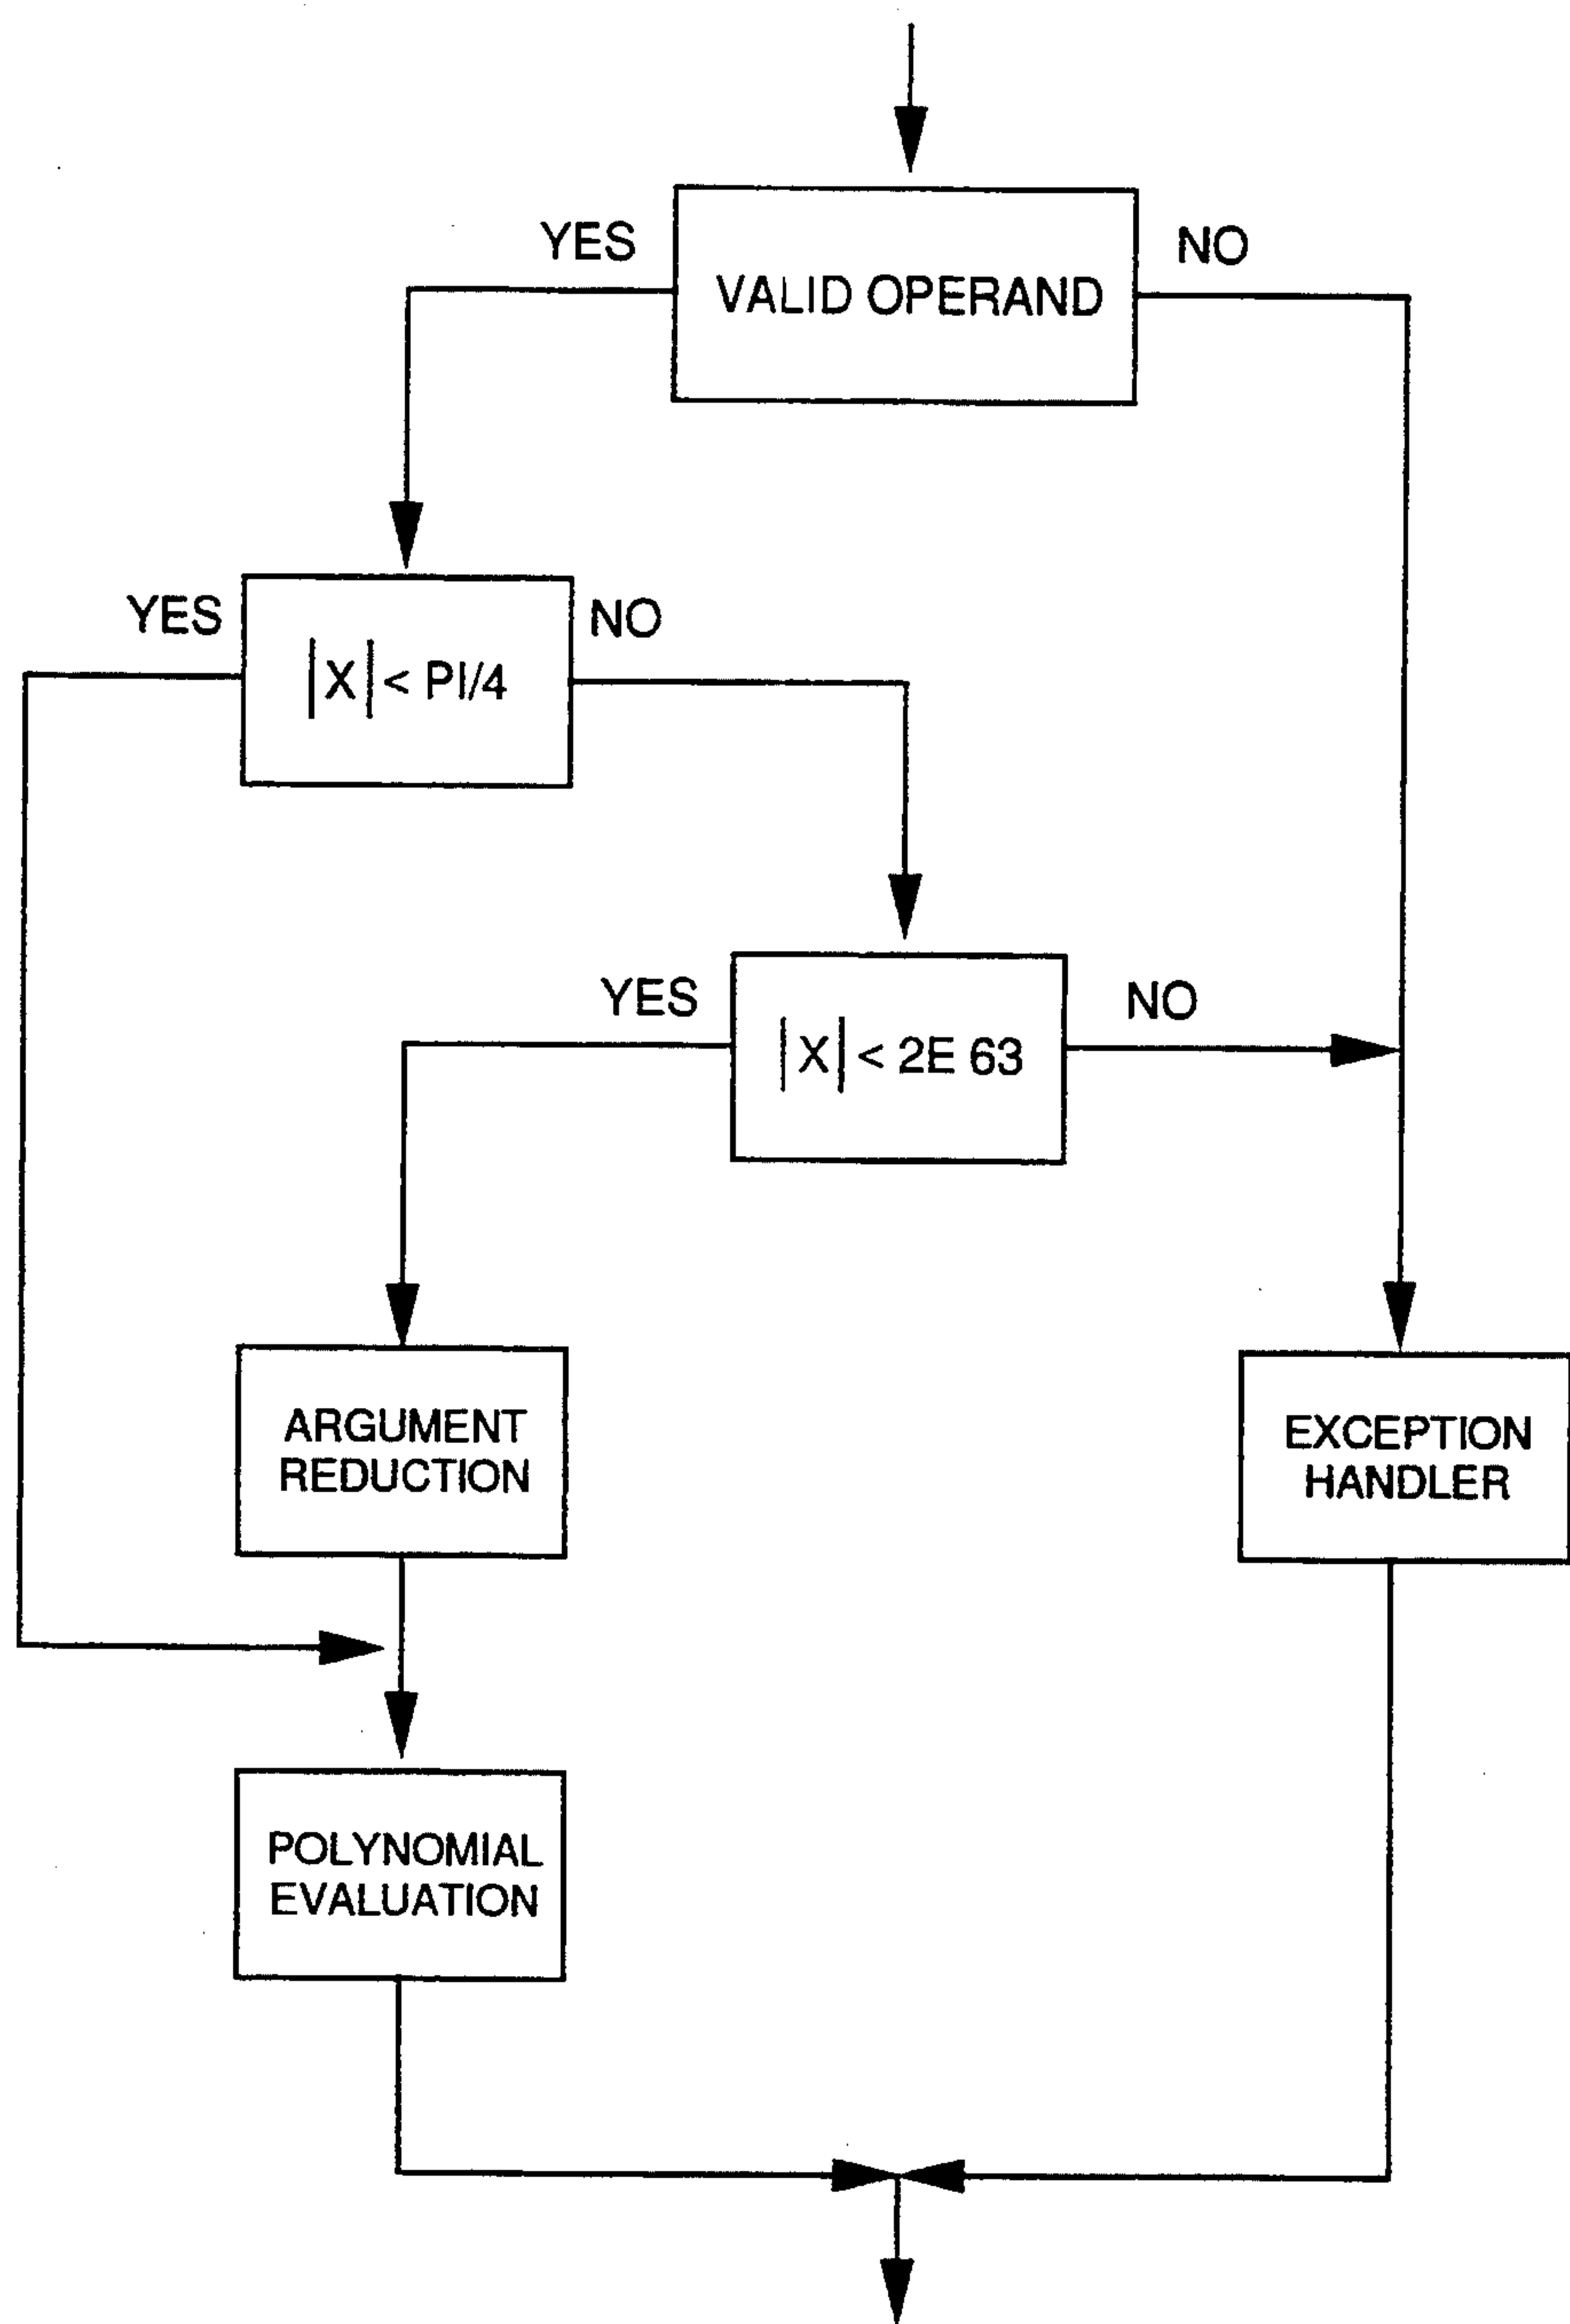 YES
NO
VALID OPERAND
YES
NO
|X| < PI/4
YES
NO
|X| < 2E 63
ARGUMENT
REDUCTION
EXCEPTION
HANDLER
POLYNOMIAL
EVALUATION